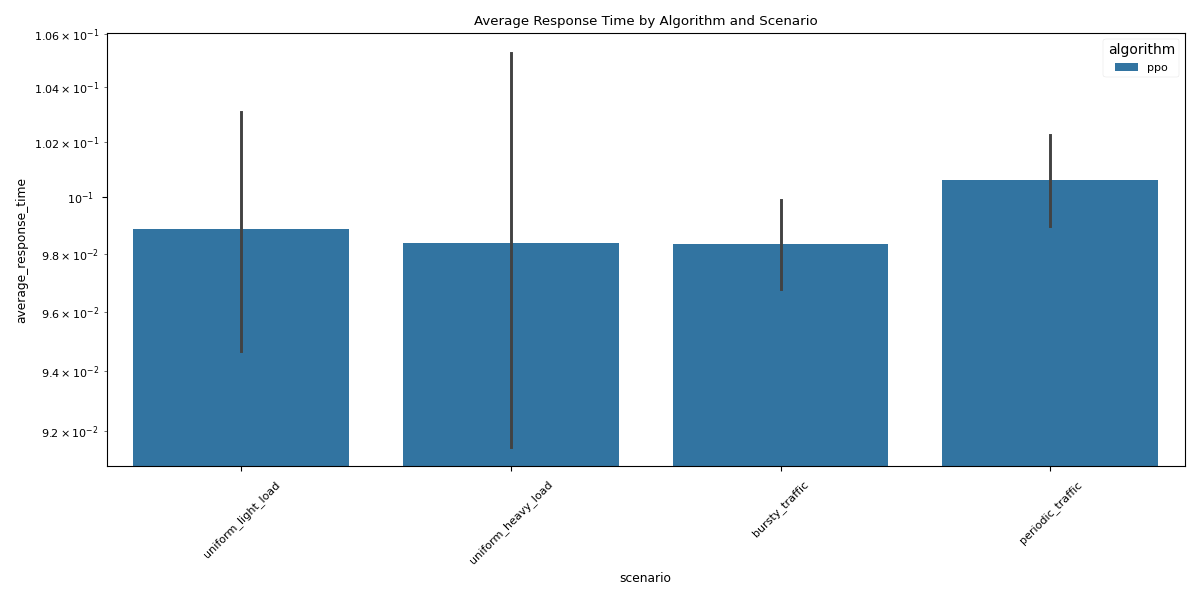 Average Response Time by Algorithm and Scenario
algorithm
ppo
average_response_time
1.06 × 10⁻¹
1.04 × 10⁻¹
1.02 × 10⁻¹
10⁻¹
9.8 × 10⁻²
9.6 × 10⁻²
9.4 × 10⁻²
9.2 × 10⁻²
uniform_light_load
uniform_heavy_load
bursty_traffic
periodic_traffic
scenario